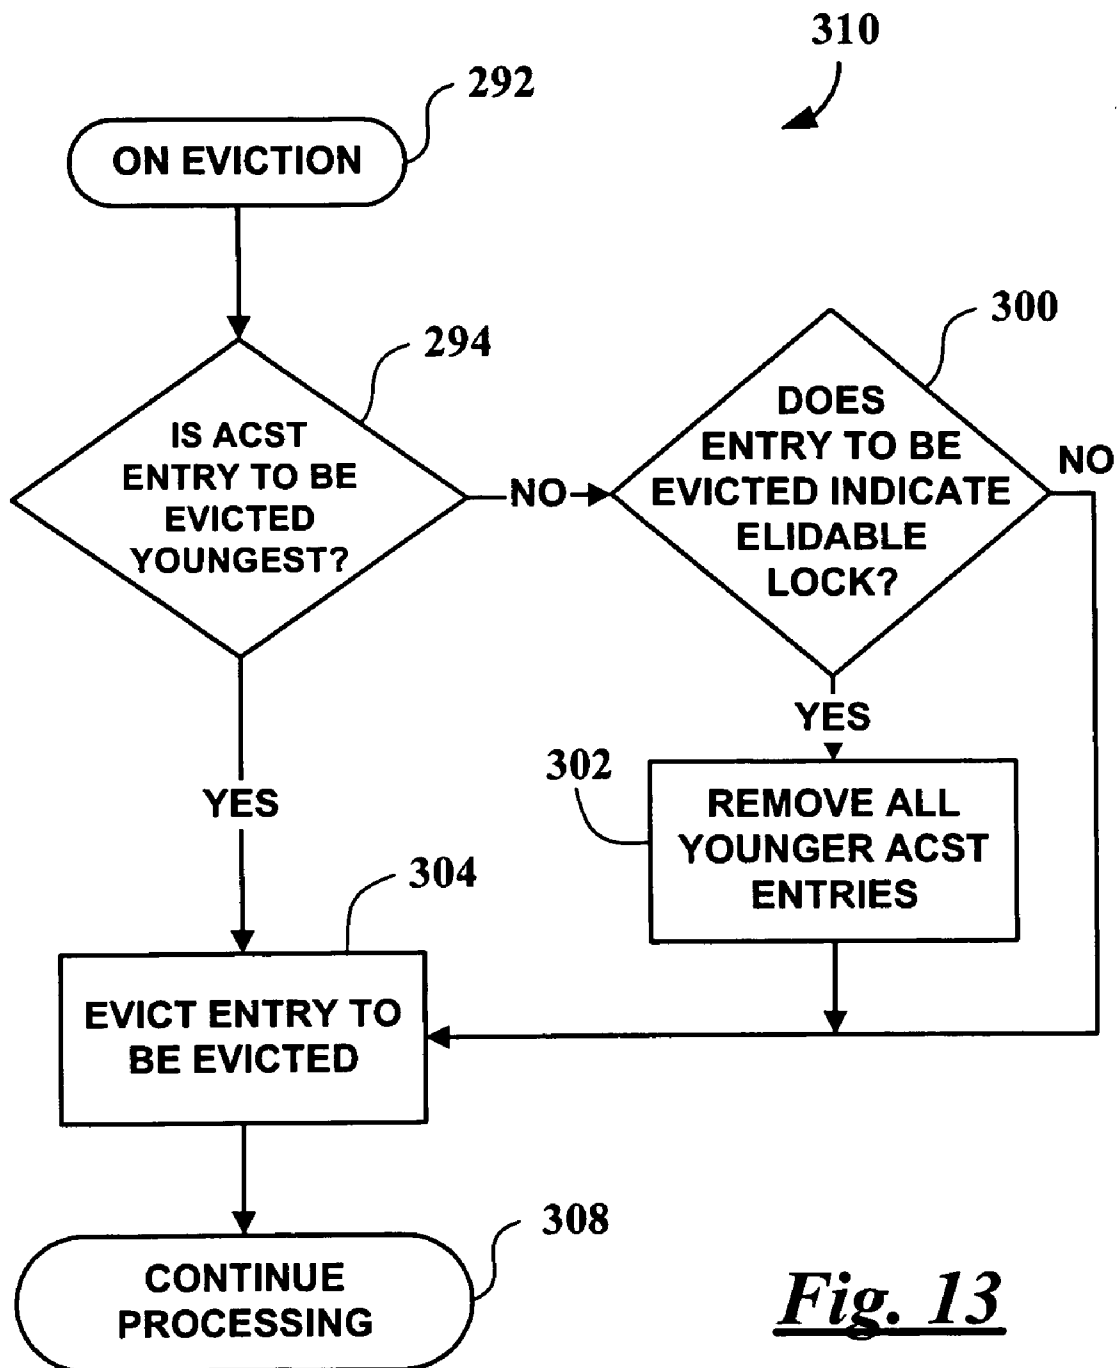 310
292
ON EVICTION
294
IS ACST
ENTRY TO BE
EVICTED
YOUNGEST?
NO
300
DOES
ENTRY TO BE
EVICTED INDICATE
ELIDABLE
LOCK?
NO
YES
302
REMOVE ALL
YOUNGER ACST
ENTRIES
YES
304
EVICT ENTRY TO
BE EVICTED
308
CONTINUE
PROCESSING
Fig. 13